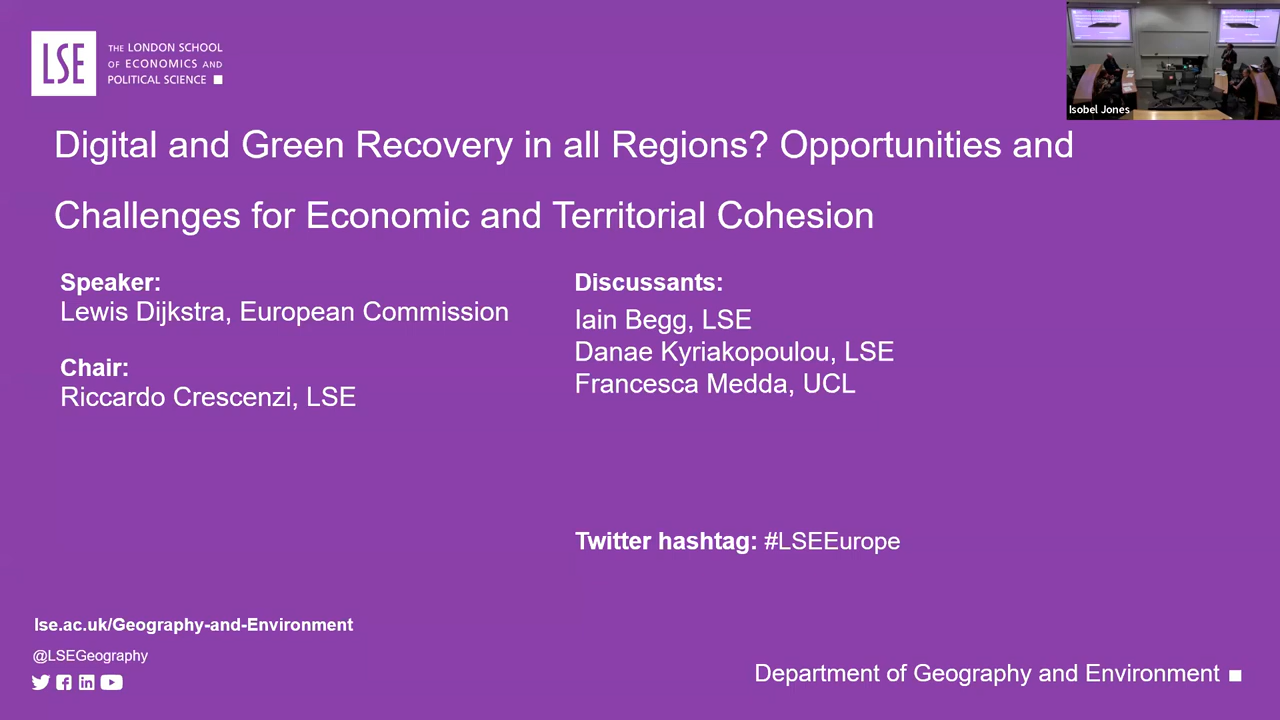 LSE
THE LONDON SCHOOL
OF ECONOMICS AND
POLITICAL SCIENCE
Isobel Jones
Digital and Green Recovery in all Regions? Opportunities and
Challenges for Economic and Territorial Cohesion
Speaker:
Lewis Dijkstra, European Commission
Chair:
Riccardo Crescenzi, LSE
Discussants:
Iain Begg, LSE
Danae Kyriakopoulou, LSE
Francesca Medda, UCL
Twitter hashtag: #LSEEurope
lse.ac.uk/Geography-and-Environment
@LSEGeography
Department of Geography and Environment